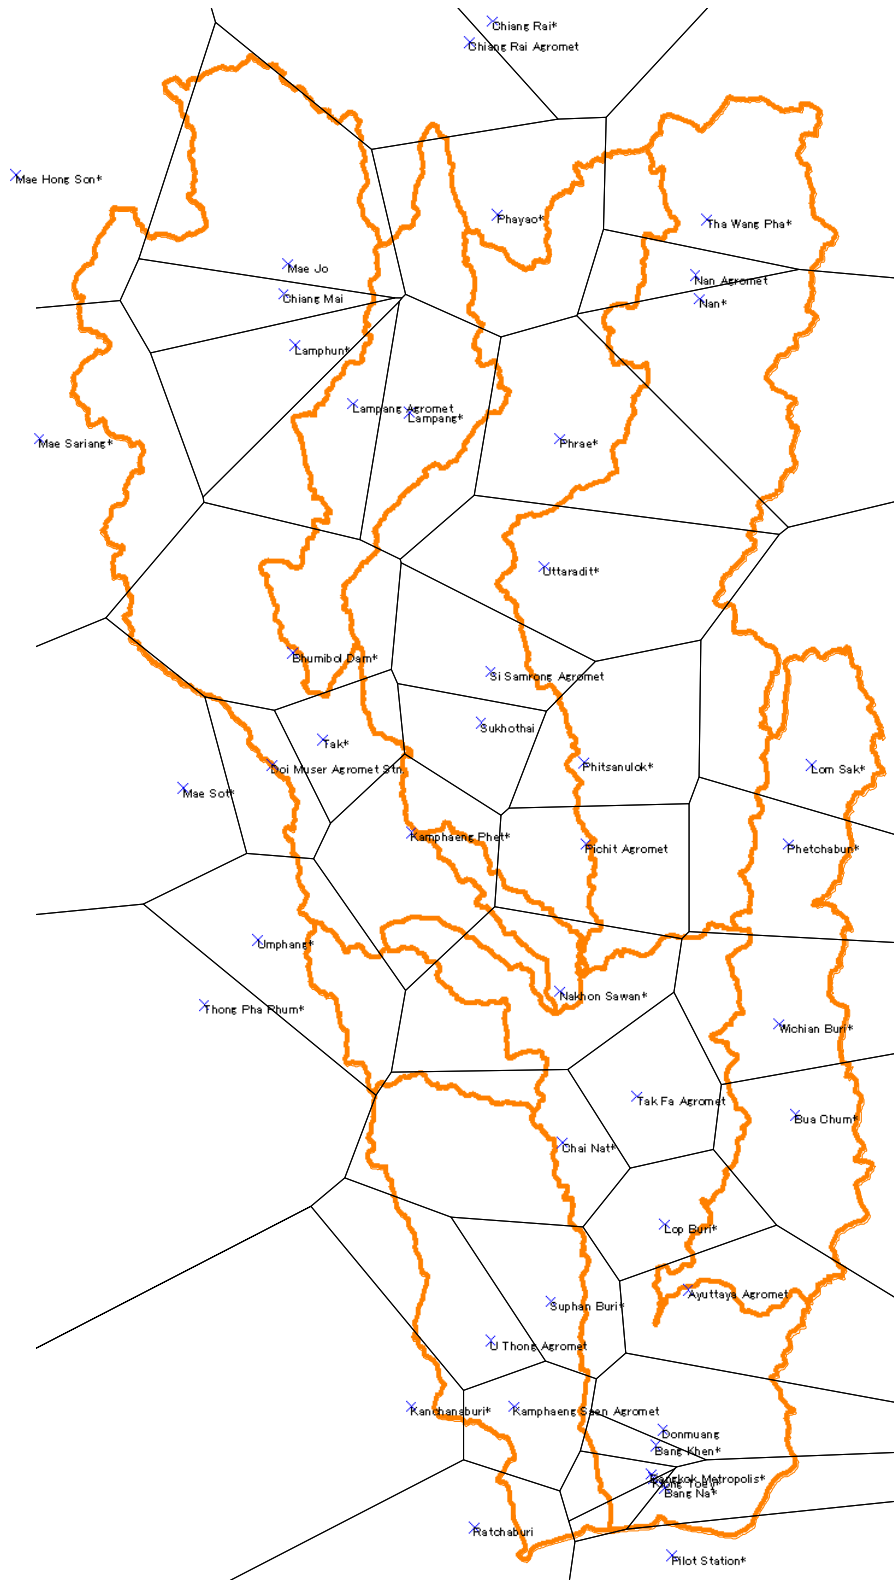 Chiang Rai*
Chiang Rai Agromet
Mae Hong Son*
Phayao*
Tha Wang Pha*
Mae Jo
Nan Agromet
Chiang Mai
Nan*
Lamphun*
Lampang Agromet
Lampang*
Mae Sariang*
Phrae*
Uttaradit*
Bhumibol Dam*
Si Samrong Agromet
Sukhothai
Tak*
Doi Muser Agromet Stn.
Phitsanulok*
Lom Sak*
Mae Sot*
Kamphaeng Phet*
Pichit Agromet
Phetchabun*
Umphang*
Nakhon Sawan*
Thong Pha Phum*
Wichian Buri*
Tak Fa Agromet
Bua Chum*
Chai Nat*
Lop Buri*
Ayuttaya Agromet
Suphan Buri*
U Thong Agromet
Kanchanaburi*
Kamphaeng Saen Agromet
Donmuang
Bang Khen*
Bangkok Metropolis*
Klong Toey*
Bang Na*
Ratchaburi
Pilot Station*